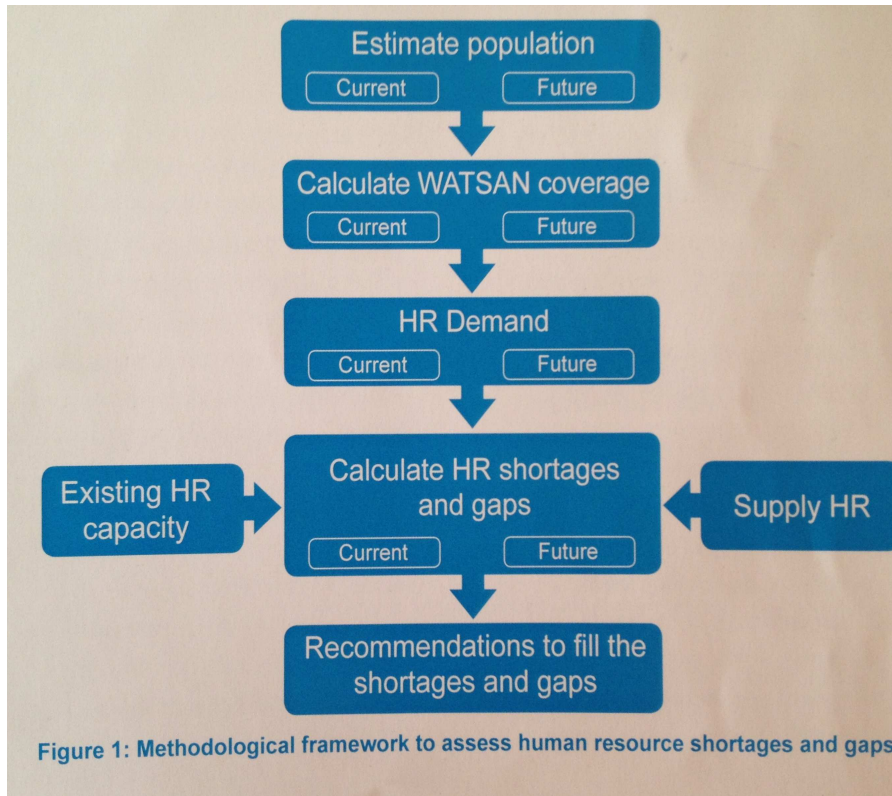 Estimate population
Current Future
Calculate WATSAN coverage
Current Future
HR Demand
Current Future
Existing HR
capacity
Calculate HR shortages
and gaps
Current Future
Supply HR
Recommendations to fill the
shortages and gaps
Figure 1: Methodological framework to assess human resource shortages and gaps